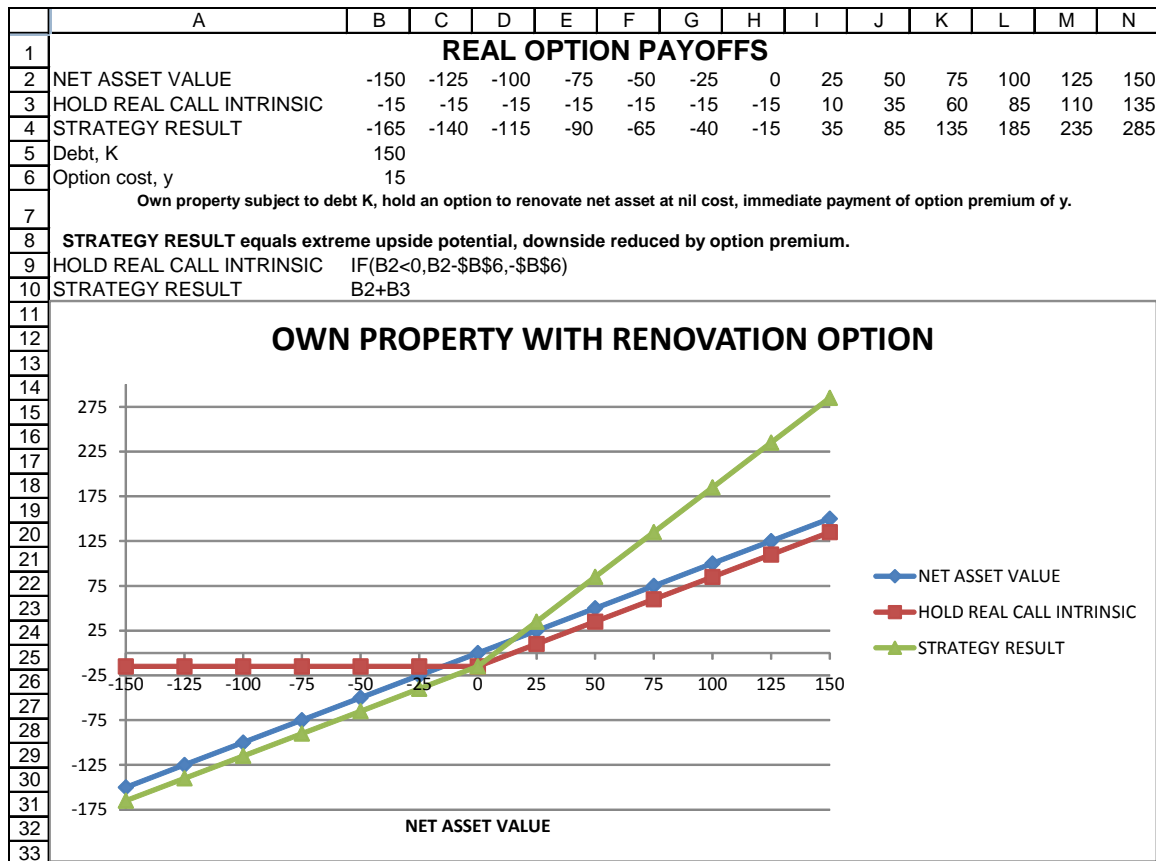 A B C D E F G H I J K L M N
1 REAL OPTION PAYOFFS
2 NET ASSET VALUE -150 -125 -100 -75 -50 -25 0 25 50 75 100 125 150
3 HOLD REAL CALL INTRINSIC -15 -15 -15 -15 -15 -15 -15 10 35 60 85 110 135
4 STRATEGY RESULT -165 -140 -115 -90 -65 -40 -15 35 85 135 185 235 285
5 Debt, K 150
6 Option cost, y 15
7 Own property subject to debt K, hold an option to renovate net asset at nil cost, immediate payment of option premium of y.
8 STRATEGY RESULT equals extreme upside potential, downside reduced by option premium.
9 HOLD REAL CALL INTRINSIC IF(B2<0,B2-$B$6,-$B$6)
10 STRATEGY RESULT B2+B3
11
12 OWN PROPERTY WITH RENOVATION OPTION
13
14
15 275
16
17 225
18 175
19
20 125
21
22 75
23
24 25
25
26 -25
27
28 -75
29 -125
30
31 -175
32
33
-150 -125 -100 -75 -50 -25 0 25 50 75 100 125 150
NET ASSET VALUE
NET ASSET VALUE
HOLD REAL CALL INTRINSIC
STRATEGY RESULT